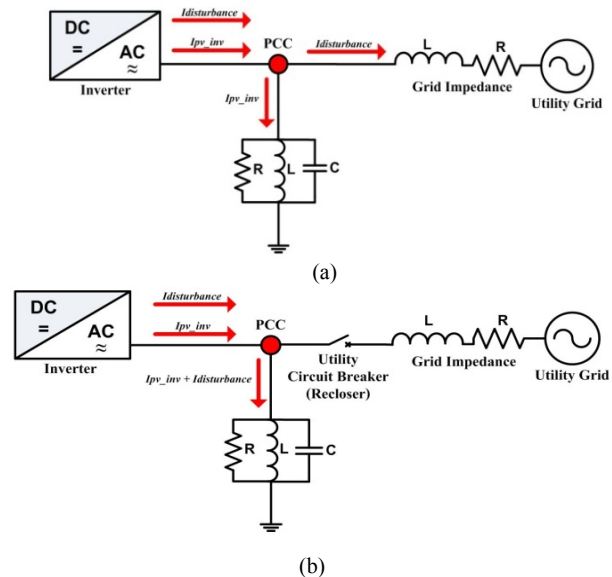 Idisturbance
DC
=
AC
≈
Inverter
Ipv_inv
PCC
Idisturbance
L
R
Grid Impedance
Utility Grid
Ipv_inv
R
L
C
(a)
Idisturbance
DC
=
AC
≈
Inverter
Ipv_inv
PCC
L
R
Utility
Circuit Breaker
(Recloser)
Grid Impedance
Utility Grid
Ipv_inv + Idisturbance
R
L
C
(b)